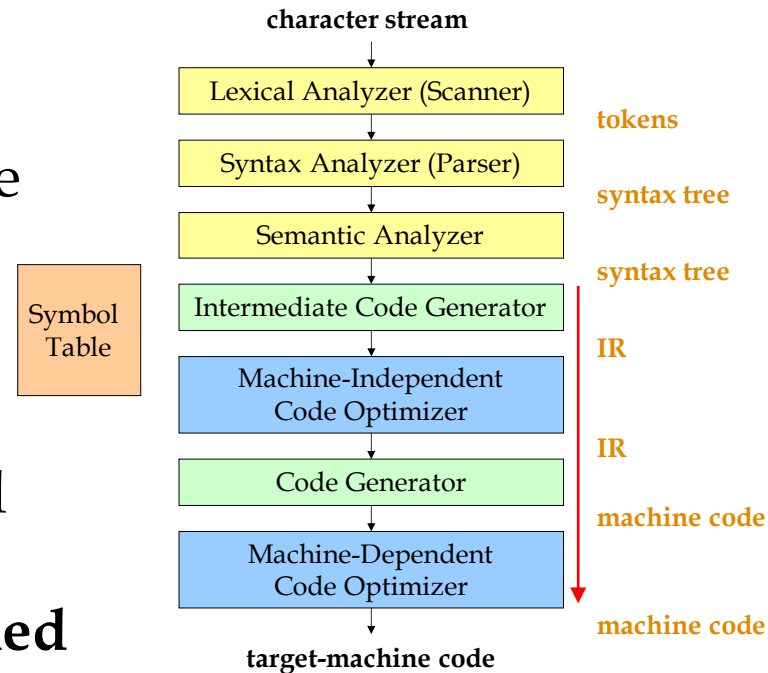 character stream
Lexical Analyzer (Scanner)
tokens
Syntax Analyzer (Parser)
syntax tree
Semantic Analyzer
syntax tree
Symbol
Table
Intermediate Code Generator
IR
Machine-Independent
Code Optimizer
IR
Code Generator
machine code
Machine-Dependent
Code Optimizer
machine code
target-machine code